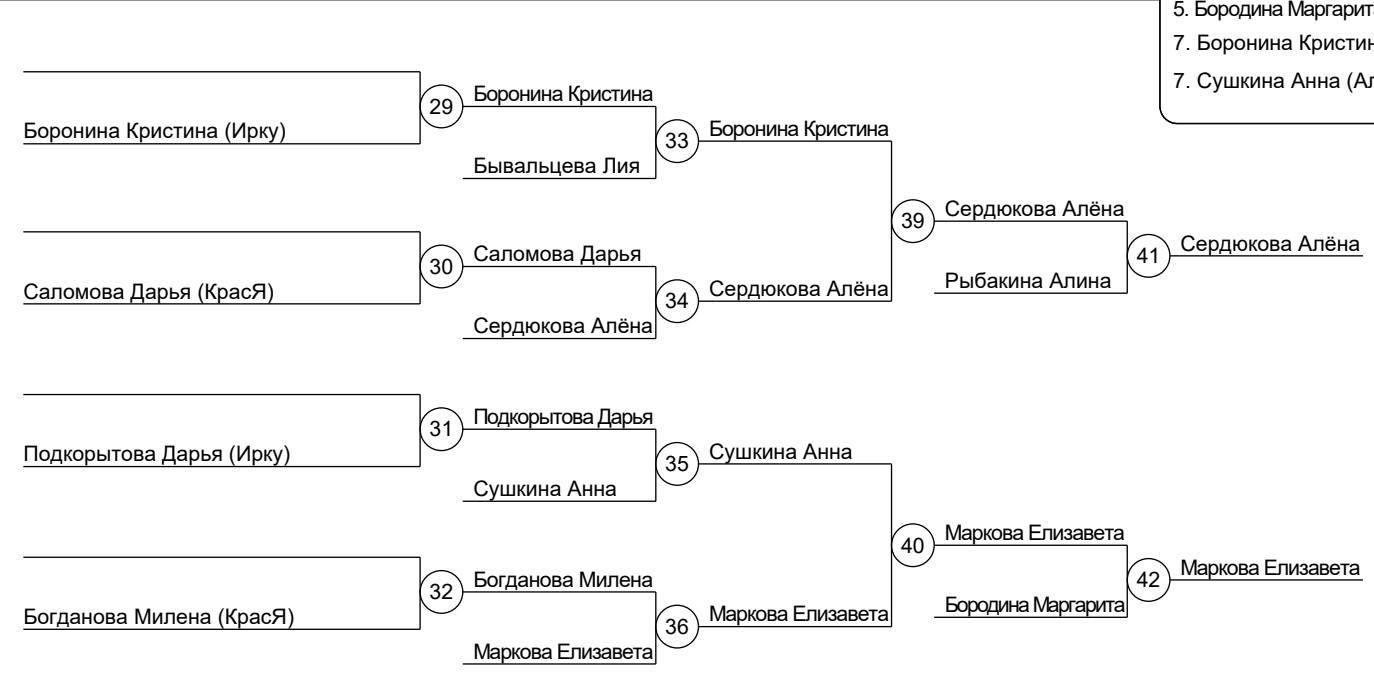 5. Бородина Маргарита
7. Боронина Кристин
7. Сушкина Анна (Ал
Боронина Кристина
29
Боронина Кристина
Боронина Кристина (Ирку)
33
Бывальцева Лия
Сердюкова Алёна
39
Саломова Дарья
Сердюкова Алёна
30
41
Рыбакина Алина
Саломова Дарья (КрасЯ)
Сердюкова Алёна
34
Сердюкова Алёна
Подкорытова Дарья
31
Сушкина Анна
Подкорытова Дарья (Ирку)
35
Сушкина Анна
Маркова Елизавета
40
Маркова Елизавета
Богданова Милена
42
32
Бородина Маргарита
Богданова Милена (КрасЯ)
Маркова Елизавета
36
Маркова Елизавета